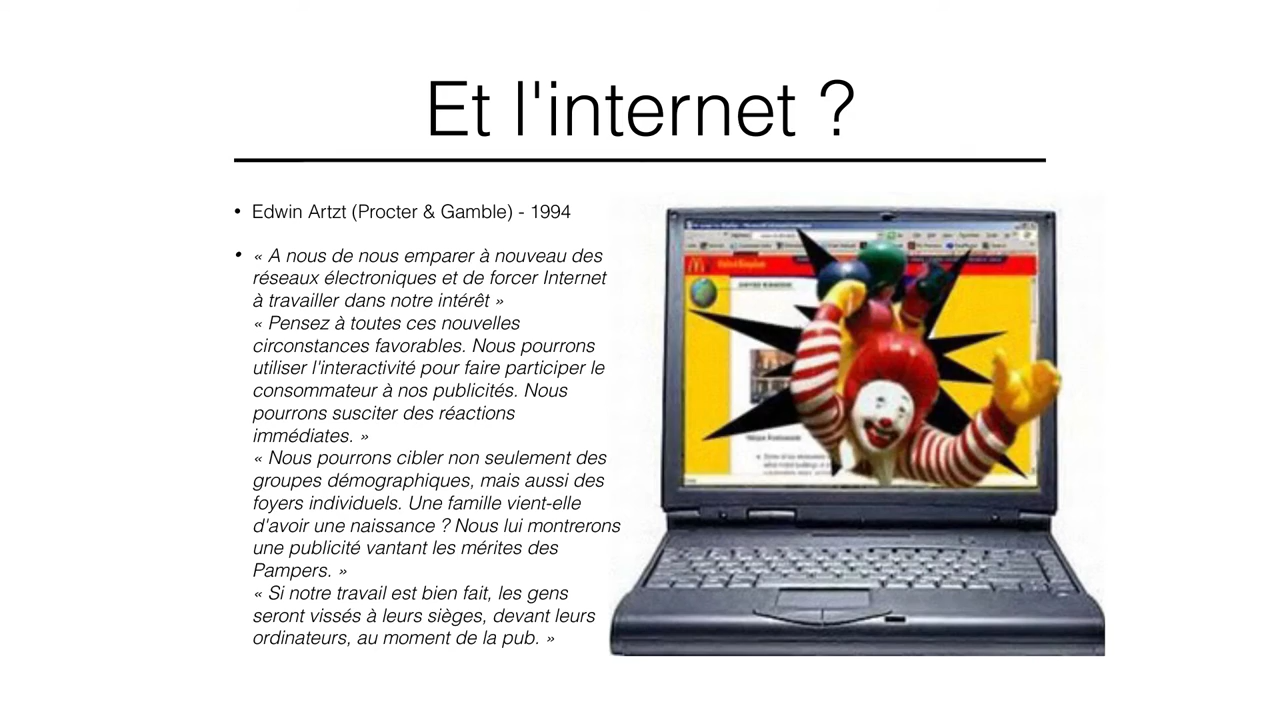 Et l'internet ?
• Edwin Artzt (Procter & Gamble) - 1994
• « A nous de nous emparer à nouveau des
réseaux électroniques et de forcer Internet
à travailler dans notre intérêt »
« Pensez à toutes ces nouvelles
circonstances favorables. Nous pourrons
utiliser l'interactivité pour faire participer le
consommateur à nos publicités. Nous
pourrons susciter des réactions
immédiates. »
« Nous pourrons cibler non seulement des
groupes démographiques, mais aussi des
foyers individuels. Une famille vient-elle
d'avoir une naissance ? Nous lui montrerons
une publicité vantant les mérites des
Pampers. »
« Si notre travail est bien fait, les gens
seront vissés à leurs sièges, devant leurs
ordinateurs, au moment de la pub. »
United Kingdom